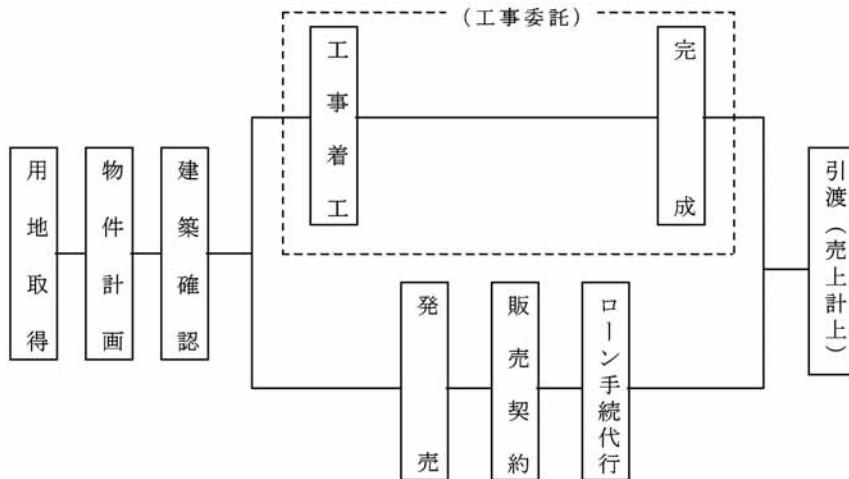 (工事委託)
用地取得
物件計画
建築確認
工事着工
完成
発売
販売契約
ローン手続代行
引渡(売上計上)